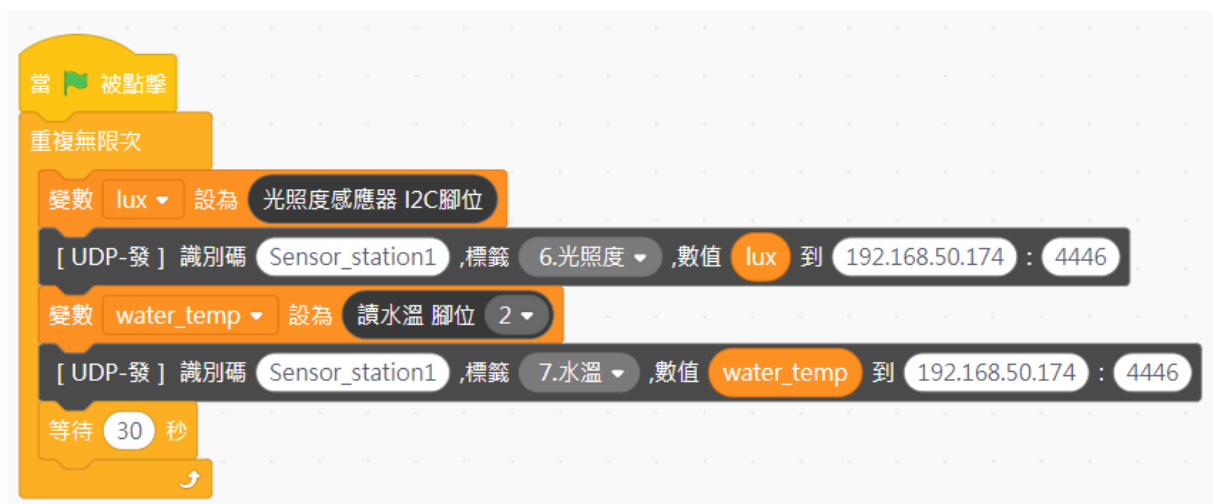 當 被點擊
重複無限次
變數 lux 設為 光照度感應器 I2C腳位
[ UDP-發 ] 識別碼 Sensor_station1 ,標籤 6.光照度 ,數值 lux 到 192.168.50.174 : 4446
變數 water_temp 設為 讀水溫 腳位 2
[ UDP-發 ] 識別碼 Sensor_station1 ,標籤 7.水溫 ,數值 water_temp 到 192.168.50.174 : 4446
等待 30 秒